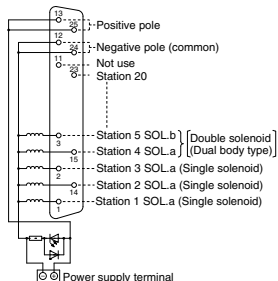 13
25
Positive pole
12
24
Negative pole (common)
11
Not use
23
Station 20
Station 5 SOL.b
3
Double solenoid
Station 4 SOL.a
(Dual body type)
15
Station 3 SOL.a (Single solenoid)
2
Station 2 SOL.a (Single solenoid)
14
Station 1 SOL.a (Single solenoid)
1
⊖ ⊕ Power supply terminal